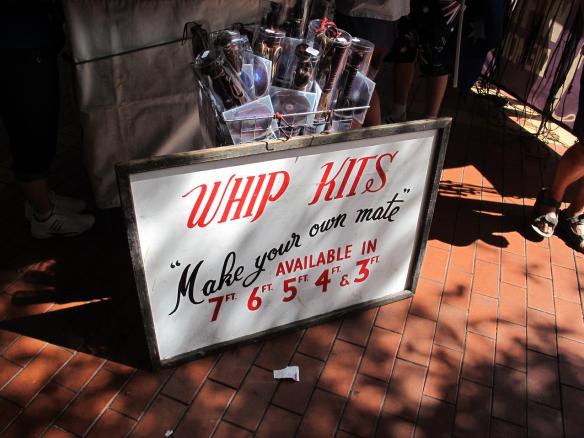 WHIP KITS
"Make your own mate"
AVAILABLE IN
7FT. 6FT. 5FT. 4FT. & 3FT.